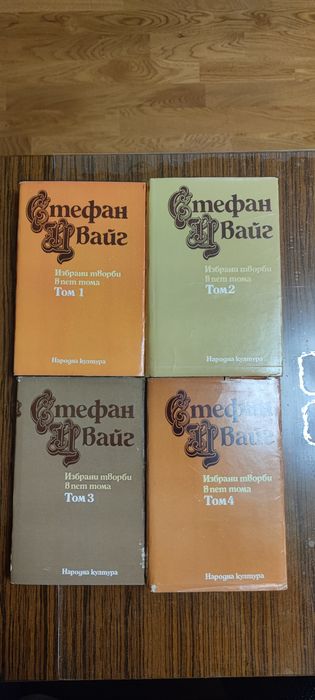 Стефан
Цвайг
Избрани творби
в пет тома
Том 1
Народна култура
Стефан
Цвайг
Избрани творби
в пет тома
Том 2
Народна култура
Стефан
Цвайг
Избрани творби
в пет тома
Том 3
Народна култура
Стефан
Цвайг
Избрани творби
в пет тома
Том 4
Народна култура